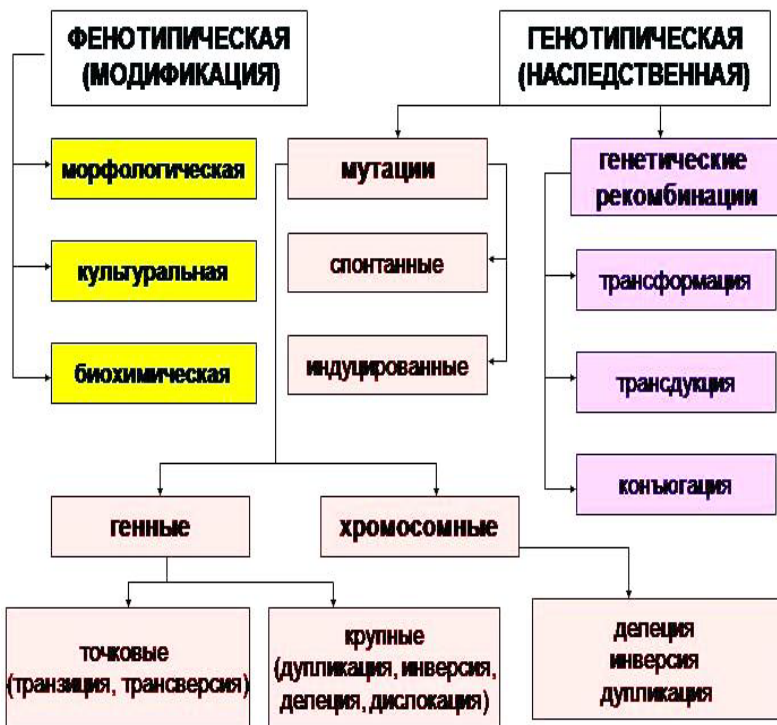 ФЕНОТИПИЧЕСКАЯ
(МОДИФИКАЦИЯ)
ГЕНОТИПИЧЕСКАЯ
(НАСЛЕДСТВЕННАЯ)
морфологическая
культуральная
биохимическая
мутации
спонтанные
индуцированные
генетические
рекомбинации
трансформация
трансдукция
конъюгация
генные
хромосомные
точковые
(транзиция, трансверсия)
крупные
(дупликация, инверсия,
делеция, дислокация)
делеция
инверсия
дупликация